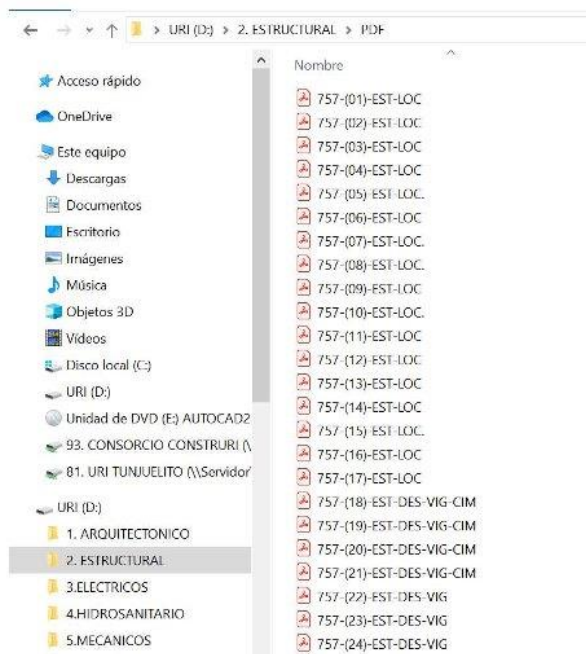 URI (D:) > 2. ESTRUCTURAL > PDF
Acceso rápido
OneDrive
Este equipo
Descargas
Documentos
Escritorio
Imágenes
Música
Objetos 3D
Vídeos
Disco local (C:)
URI (D:)
Unidad de DVD (E:) AUTOCAD2
93. CONSORCIO CONSTRURI (\
81. URI TUNJUELITO (\\Servidor
URI (D:)
1. ARQUITECTONICO
2. ESTRUCTURAL
3.ELECTRICOS
4.HIDROSANITARIO
5.MECANICOS
Nombre
757-(01)-EST-LOC
757-(02)-EST-LOC
757-(03)-EST-LOC
757-(04)-EST-LOC
757-(05)-EST-LOC.
757-(06)-EST-LOC
757-(07)-EST-LOC.
757-(08)-EST-LOC.
757-(09)-EST-LOC
757-(10)-EST-LOC.
757-(11)-EST-LOC
757-(12)-EST-LOC
757-(13)-EST-LOC
757-(14)-EST-LOC
757-(15)-EST-LOC.
757-(16)-EST-LOC
757-(17)-EST-LOC
757-(18)-EST-DES-VIG-CIM
757-(19)-EST-DES-VIG-CIM
757-(20)-EST-DES-VIG-CIM
757-(21)-EST-DES-VIG-CIM
757-(22)-EST-DES-VIG
757-(23)-EST-DES-VIG
757-(24)-EST-DES-VIG